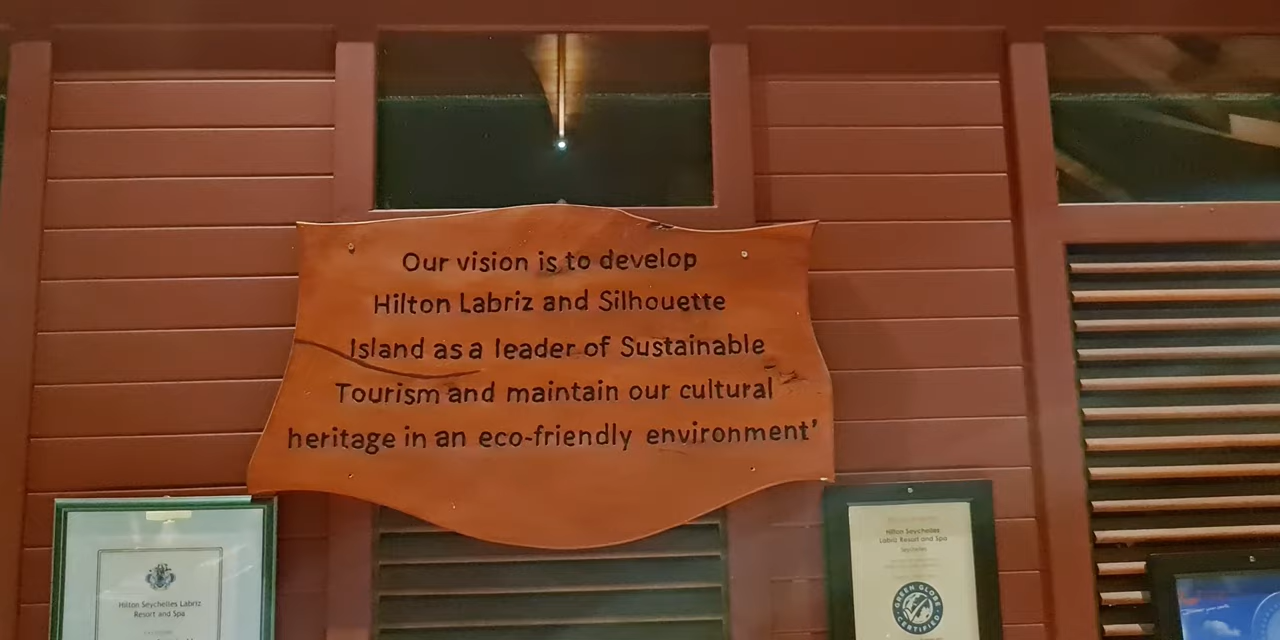 Our vision is to develop
Hilton Labriz and Silhouette
Island as a leader of Sustainable
Tourism and maintain our cultural
heritage in an eco-friendly environment'
Hilton Seychelles Labriz
Resort and Spa
Hilton Seychelles
Labriz Resort and Spa
Seychelles
GREEN GLOBE
CERTIFIED